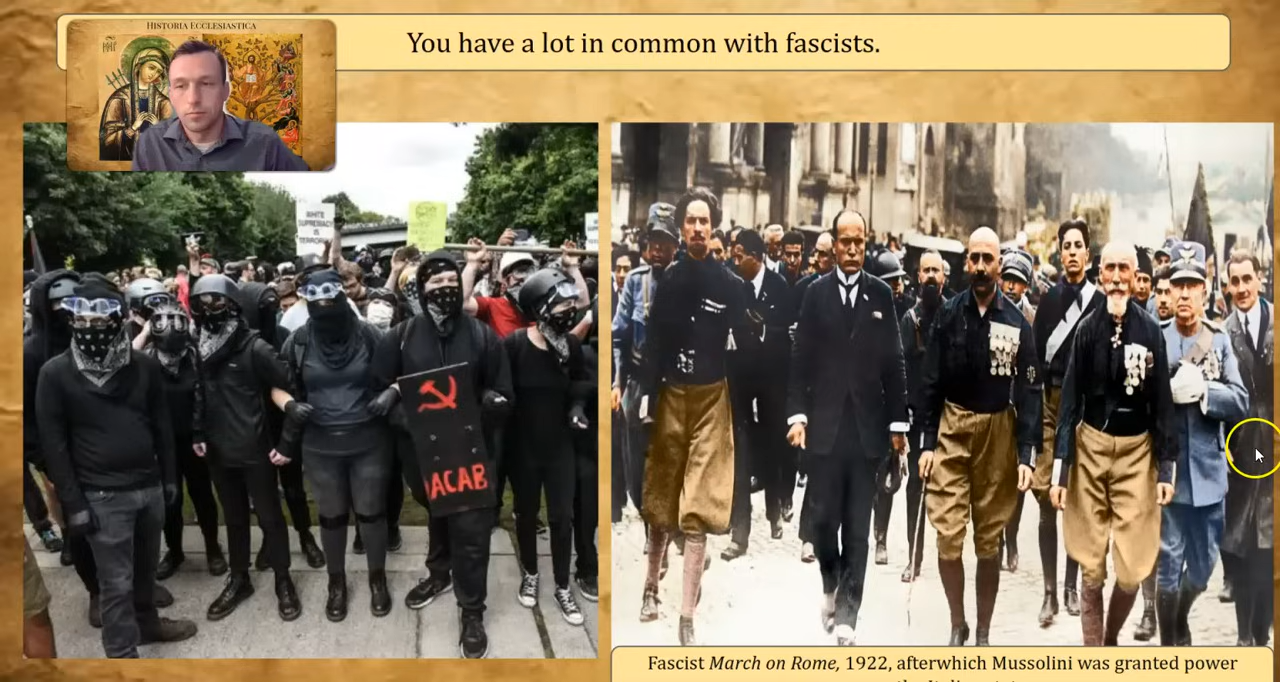 HISTORIA ECCLESIASTICA
You have a lot in common with fascists.
WHITE
SUPREMACY
IS
TERRORISM
ACAB
Fascist March on Rome, 1922, afterwhich Mussolini was granted power